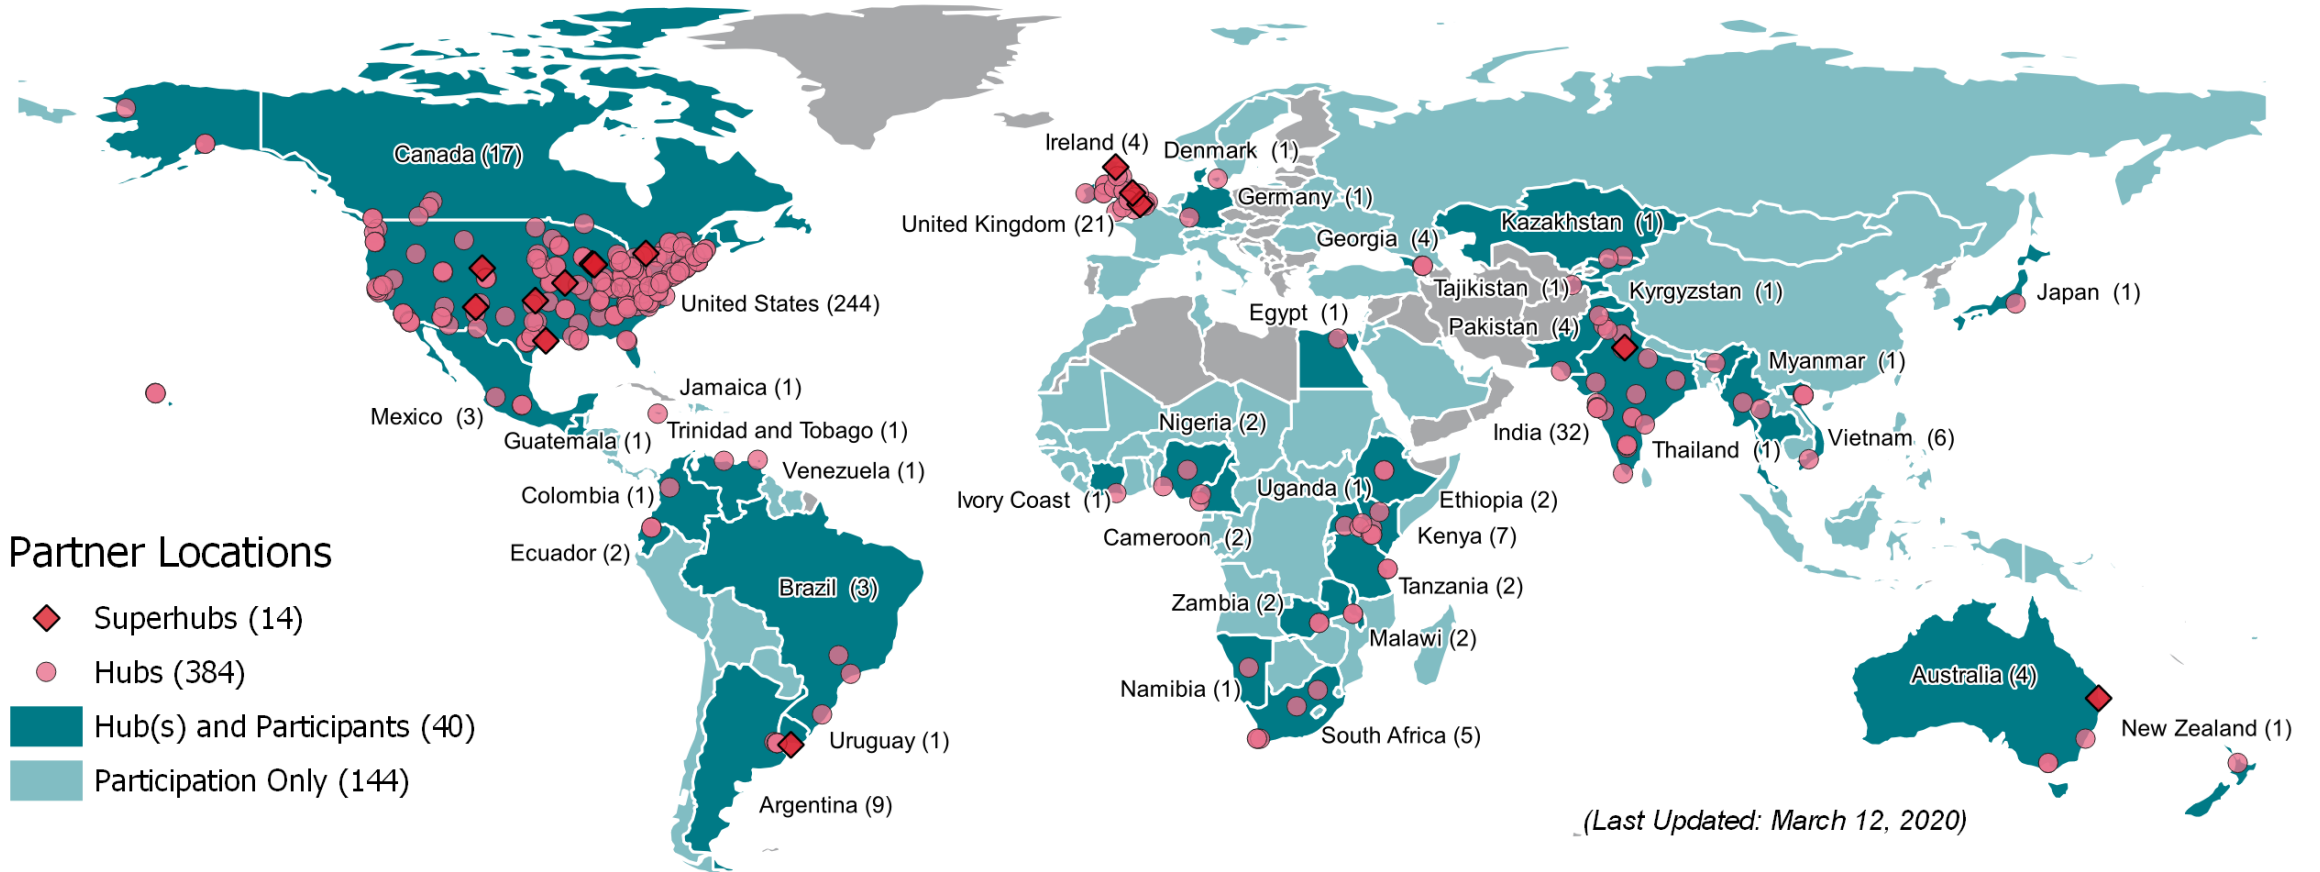 Ireland (4)
Denmark (1)
Canada (17)
Germany (1)
United Kingdom (21)
Kazakhstan (1)
Georgia (4)
Tajikistan (1)
Kyrgyzstan (1)
Japan (1)
United States (244)
Egypt (1)
Pakistan (4)
Myanmar (1)
Jamaica (1)
Mexico (3)
Nigeria (2)
Trinidad and Tobago (1)
Guatemala (1)
India (32)
Vietnam (6)
Thailand (1)
Venezuela (1)
Colombia (1)
Ivory Coast (1)
Uganda (1)
Ethiopia (2)
Cameroon (2)
Kenya (7)
Ecuador (2)
Partner Locations
Brazil (3)
Tanzania (2)
Zambia (2)
Superhubs (14)
Malawi (2)
Hubs (384)
Australia (4)
Namibia (1)
Hub(s) and Participants (40)
New Zealand (1)
South Africa (5)
Uruguay (1)
Participation Only (144)
Argentina (9)
(Last Updated: March 12, 2020)